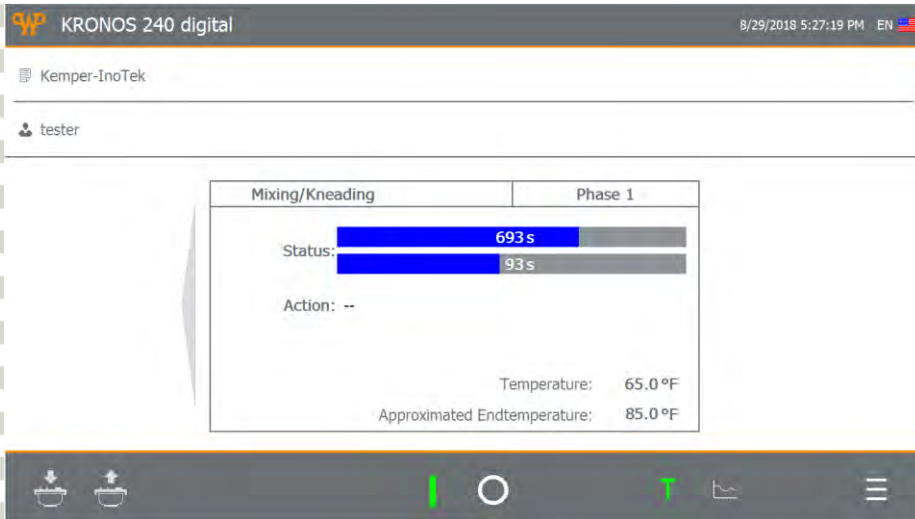 WP KRONOS 240 digital 8/29/2018 5:27:19 PM EN
Kemper-InoTek
tester
Mixing/Kneading Phase 1
Status: 693 s
93 s
Action: --
Temperature: 65.0 °F
Approximated Endtemperature: 85.0 °F
T